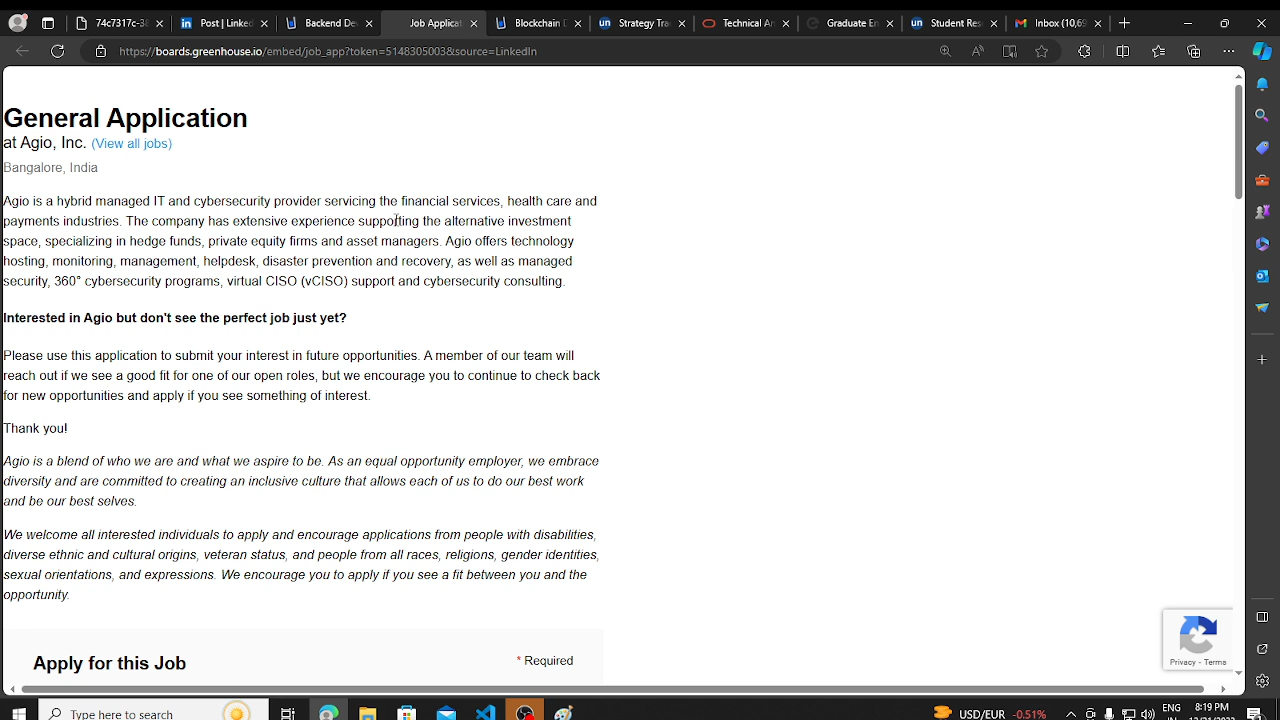 74c7317c-38
Post | Linked
Backend De
Job Applicat
Blockchain D
Strategy Tra
Technical An
Graduate En
Student Res
Inbox (10,69
https://boards.greenhouse.io/embed/job_app?token=5148305003&source=LinkedIn
General Application
at Agio, Inc. (View all jobs)
Bangalore, India
Agio is a hybrid managed IT and cybersecurity provider servicing the financial services, health care and
payments industries. The company has extensive experience supporting the alternative investment
space, specializing in hedge funds, private equity firms and asset managers. Agio offers technology
hosting, monitoring, management, helpdesk, disaster prevention and recovery, as well as managed
security, 360° cybersecurity programs, virtual CISO (vCISO) support and cybersecurity consulting.
Interested in Agio but don't see the perfect job just yet?
Please use this application to submit your interest in future opportunities. A member of our team will
reach out if we see a good fit for one of our open roles, but we encourage you to continue to check back
for new opportunities and apply if you see something of interest.
Thank you!
Agio is a blend of who we are and what we aspire to be. As an equal opportunity employer, we embrace
diversity and are committed to creating an inclusive culture that allows each of us to do our best work
and be our best selves.
We welcome all interested individuals to apply and encourage applications from people with disabilities,
diverse ethnic and cultural origins, veteran status, and people from all races, religions, gender identities,
sexual orientations, and expressions. We encourage you to apply if you see a fit between you and the
opportunity.
Apply for this Job
* Required
Privacy - Terms
Type here to search
USD/EUR -0.51%
ENG
IN
8:19 PM